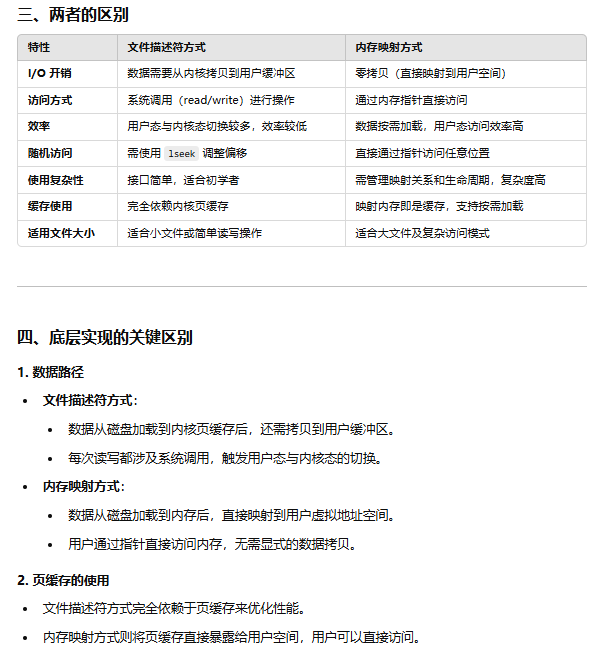 三、两者的区别
特性 文件描述符方式 内存映射方式
I/O 开销 数据需要从内核拷贝到用户缓冲区 零拷贝（直接映射到用户空间）
访问方式 系统调用（read/write）进行操作 通过内存指针直接访问
效率 用户态与内核态切换较多，效率较低 数据按需加载，用户态访问效率高
随机访问 需使用 lseek 调整偏移 直接通过指针访问任意位置
使用复杂性 接口简单，适合初学者 需管理映射关系和生命周期，复杂度高
缓存使用 完全依赖内核页缓存 映射内存即是缓存，支持按需加载
适用文件大小 适合小文件或简单读写操作 适合大文件及复杂访问模式
四、底层实现的关键区别
1. 数据路径
• 文件描述符方式：
• 数据从磁盘加载到内核页缓存后，还需拷贝到用户缓冲区。
• 每次读写都涉及系统调用，触发用户态与内核态的切换。
• 内存映射方式：
• 数据从磁盘加载到内存后，直接映射到用户虚拟地址空间。
• 用户通过指针直接访问内存，无需显式的数据拷贝。
2. 页缓存的使用
• 文件描述符方式完全依赖于页缓存来优化性能。
• 内存映射方式则将页缓存直接暴露给用户空间，用户可以直接访问。